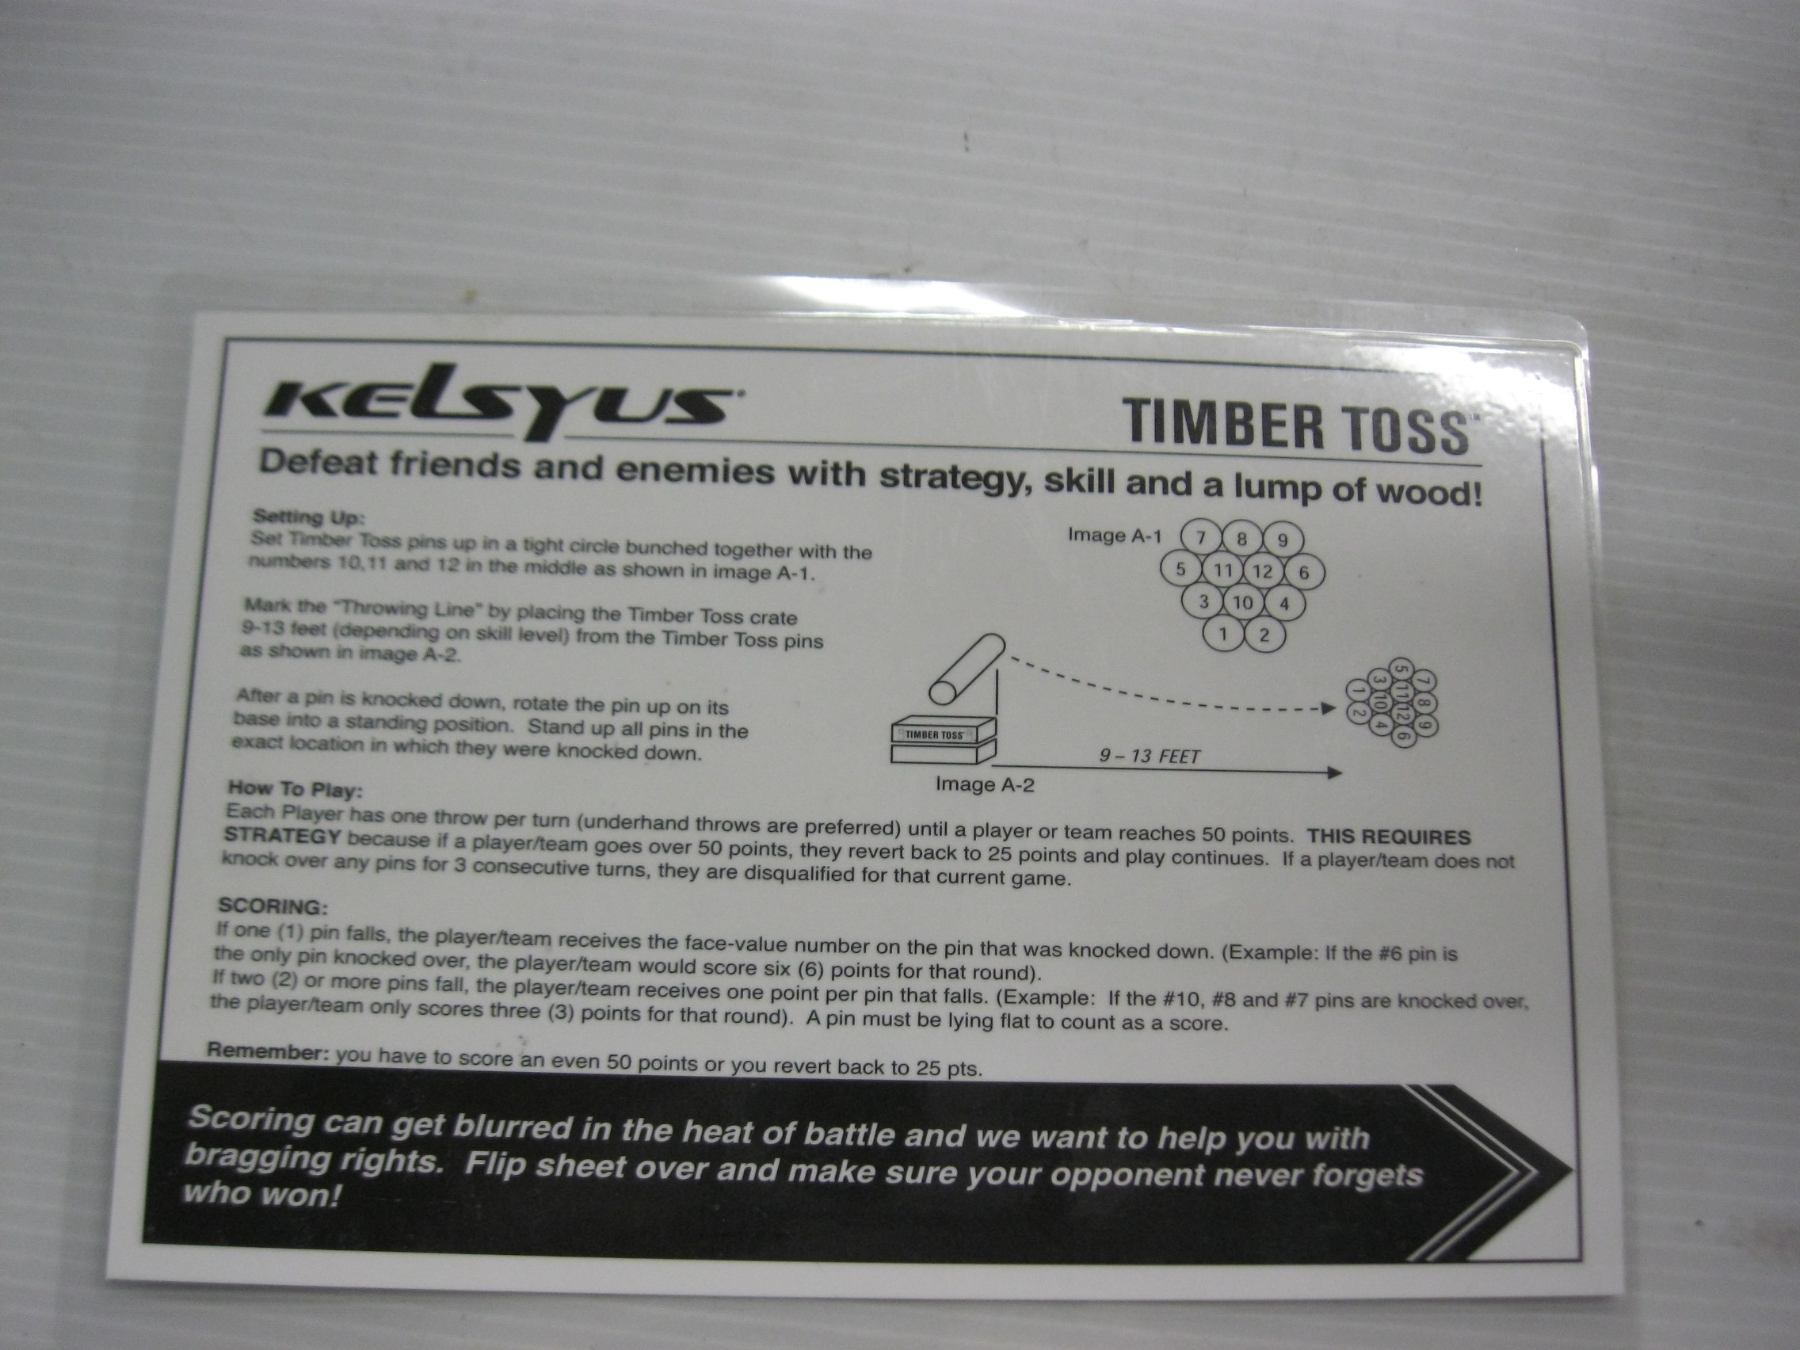 KELSYUS
TIMBER TOSS™
Defeat friends and enemies with strategy, skill and a lump of wood!
Setting Up:
Set Timber Toss pins up in a tight circle bunched together with the
numbers 10,11 and 12 in the middle as shown in image A-1.
Mark the "Throwing Line" by placing the Timber Toss crate
9-13 feet (depending on skill level) from the Timber Toss pins
as shown in image A-2.
After a pin is knocked down, rotate the pin up on its
base into a standing position.  Stand up all pins in the
exact location in which they were knocked down.
Image A-1
7 8 9
5 11 12 6
3 10 4
1 2
TIMBER TOSS
9 – 13 FEET
Image A-2
5
3 7
1 11
10 8
2 12
4 9
6
How To Play:
Each Player has one throw per turn (underhand throws are preferred) until a player or team reaches 50 points.  THIS REQUIRES
STRATEGY because if a player/team goes over 50 points, they revert back to 25 points and play continues.  If a player/team does not
knock over any pins for 3 consecutive turns, they are disqualified for that current game.
SCORING:
If one (1) pin falls, the player/team receives the face-value number on the pin that was knocked down. (Example: If the #6 pin is
the only pin knocked over, the player/team would score six (6) points for that round).
If two (2) or more pins fall, the player/team receives one point per pin that falls. (Example:  If the #10, #8 and #7 pins are knocked over,
the player/team only scores three (3) points for that round).  A pin must be lying flat to count as a score.
Remember: you have to score an even 50 points or you revert back to 25 pts.
Scoring can get blurred in the heat of battle and we want to help you with
bragging rights.  Flip sheet over and make sure your opponent never forgets
who won!